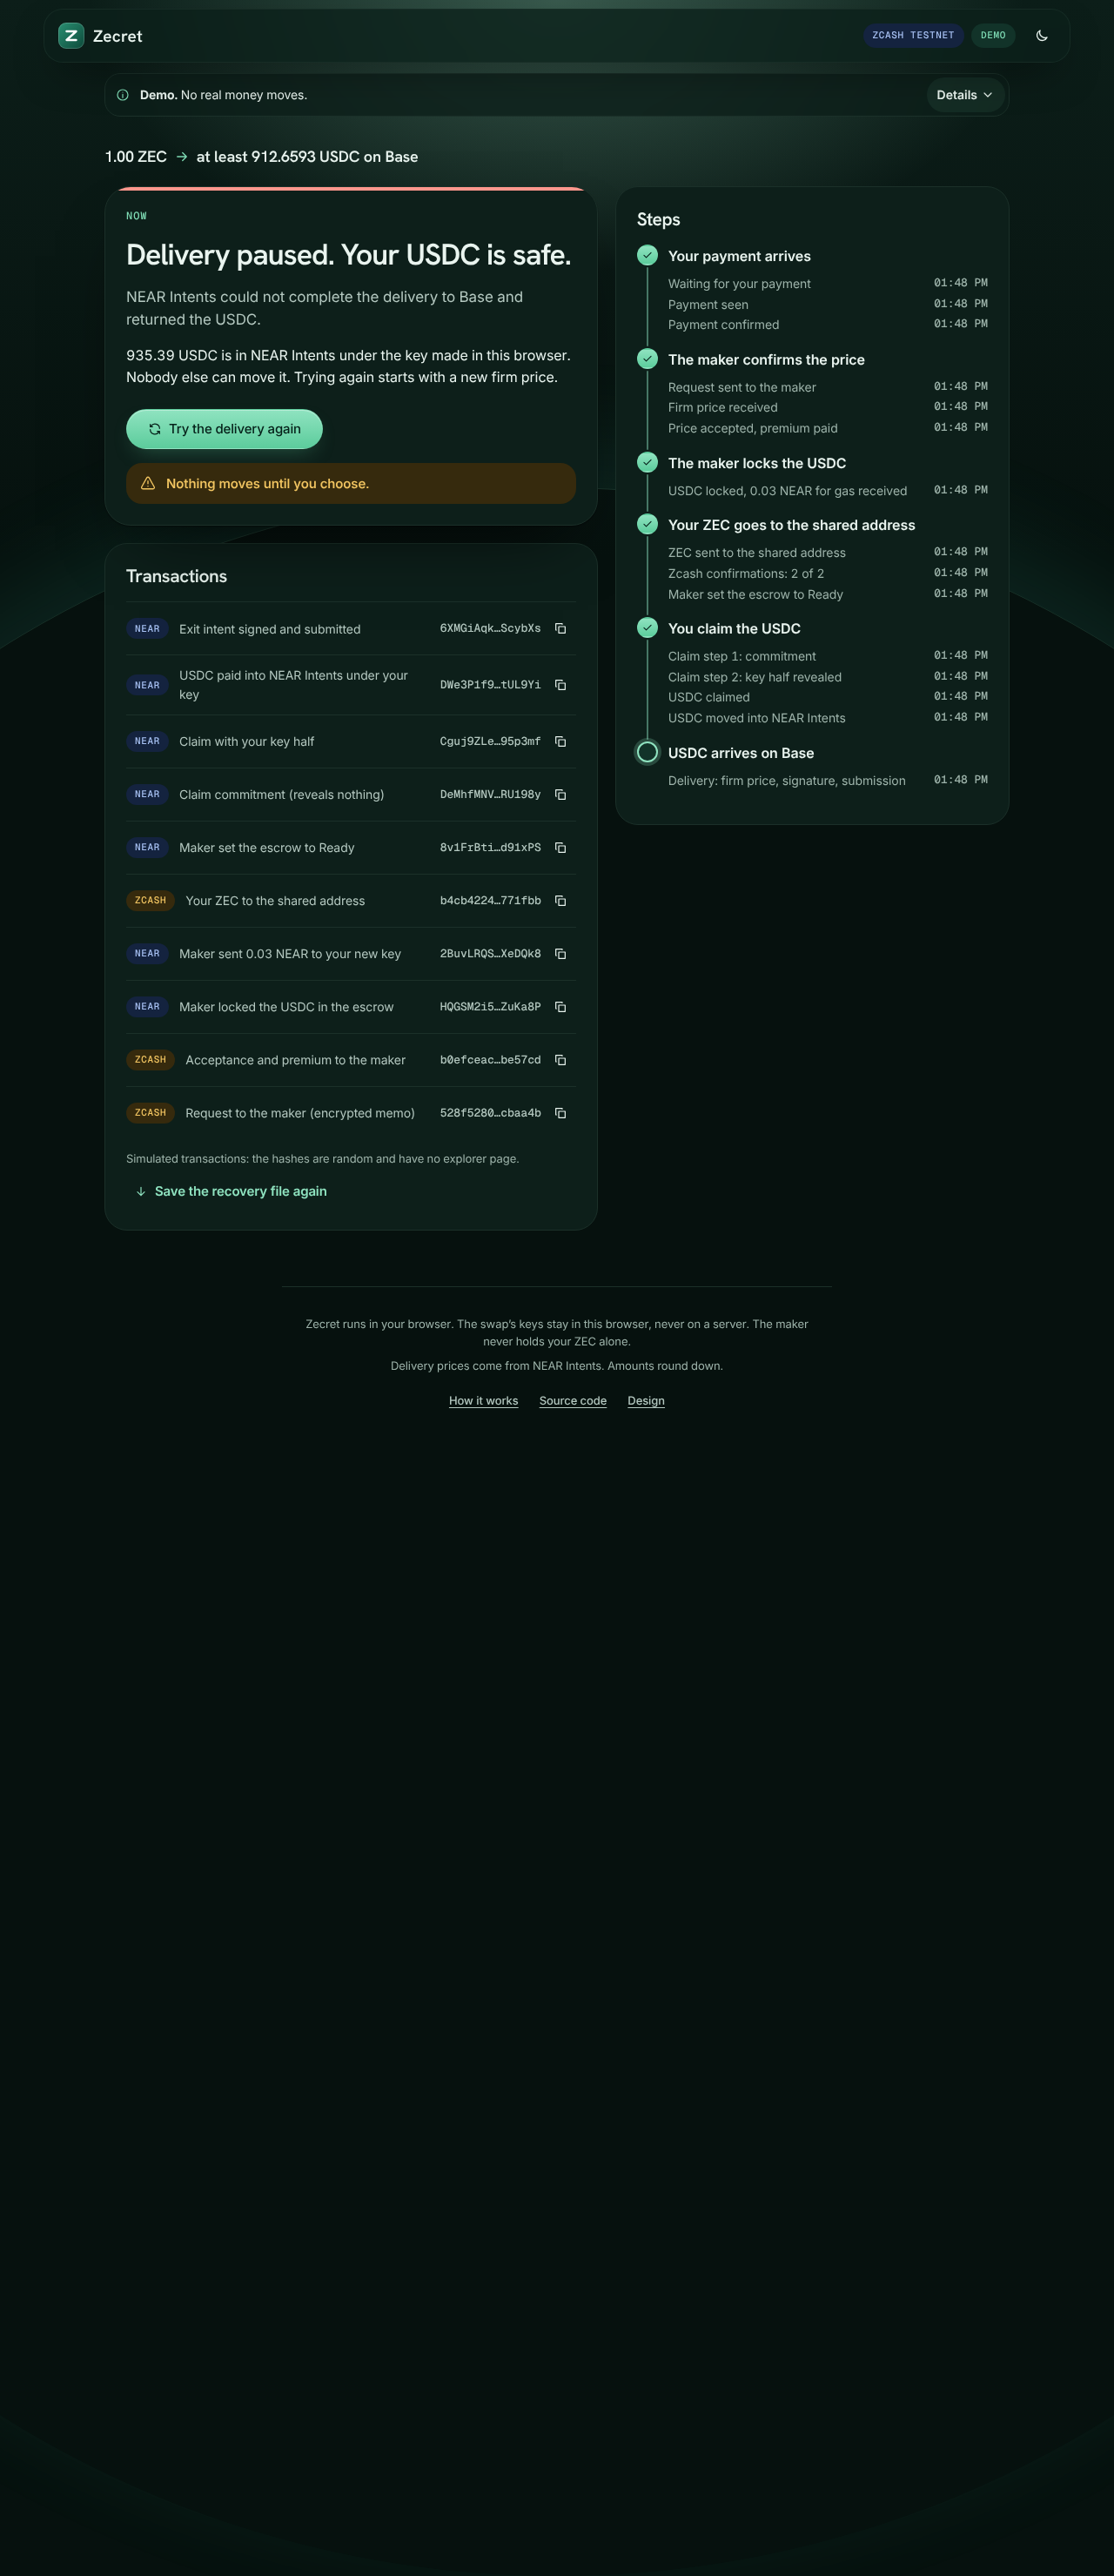 Zecret
ZCASH TESTNET
DEMO
Demo. No real money moves.
Details
1.00 ZEC → at least 912.6593 USDC on Base
NOW
Delivery paused. Your USDC is safe.
NEAR Intents could not complete the delivery to Base and
returned the USDC.
935.39 USDC is in NEAR Intents under the key made in this browser.
Nobody else can move it. Trying again starts with a new firm price.
Try the delivery again
Nothing moves until you choose.
Transactions
NEAR Exit intent signed and submitted 6XMGiAqk…ScybXs
NEAR USDC paid into NEAR Intents under your
key DWe3P1f9…tUL9Yi
NEAR Claim with your key half Cguj9ZLe…95p3mf
NEAR Claim commitment (reveals nothing) DeMhfMNV…RU198y
NEAR Maker set the escrow to Ready 8v1FrBti…d91xPS
ZCASH Your ZEC to the shared address b4cb4224…771fbb
NEAR Maker sent 0.03 NEAR to your new key 2BuvLRQS…XeDQk8
NEAR Maker locked the USDC in the escrow HQGSM2i5…ZuKa8P
ZCASH Acceptance and premium to the maker b0efceac…be57cd
ZCASH Request to the maker (encrypted memo) 528f5280…cbaa4b
Simulated transactions: the hashes are random and have no explorer page.
Save the recovery file again
Steps
Your payment arrives
Waiting for your payment 01:48 PM
Payment seen 01:48 PM
Payment confirmed 01:48 PM
The maker confirms the price
Request sent to the maker 01:48 PM
Firm price received 01:48 PM
Price accepted, premium paid 01:48 PM
The maker locks the USDC
USDC locked, 0.03 NEAR for gas received 01:48 PM
Your ZEC goes to the shared address
ZEC sent to the shared address 01:48 PM
Zcash confirmations: 2 of 2 01:48 PM
Maker set the escrow to Ready 01:48 PM
You claim the USDC
Claim step 1: commitment 01:48 PM
Claim step 2: key half revealed 01:48 PM
USDC claimed 01:48 PM
USDC moved into NEAR Intents 01:48 PM
USDC arrives on Base
Delivery: firm price, signature, submission 01:48 PM
Zecret runs in your browser. The swap's keys stay in this browser, never on a server. The maker
never holds your ZEC alone.
Delivery prices come from NEAR Intents. Amounts round down.
How it works Source code Design